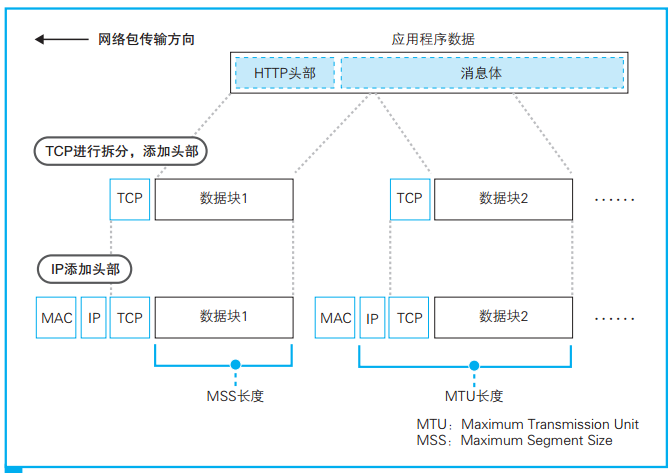 网络包传输方向
应用程序数据
HTTP头部 消息体
TCP进行拆分，添加头部
TCP 数据块1 TCP 数据块2 ······
IP添加头部
MAC IP TCP 数据块1 MAC IP TCP 数据块2 ······
MSS长度 MTU长度
MTU：Maximum Transmission Unit
MSS：Maximum Segment Size